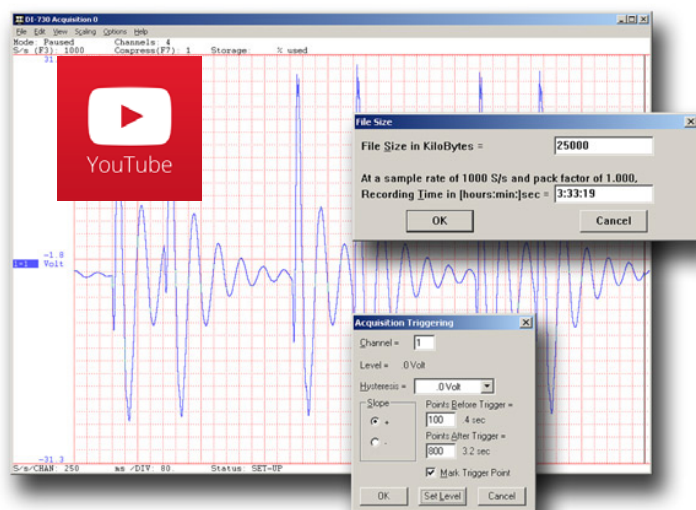 DI-730 Acquisition 0
File Edit View Scaling Options Help
Mode: Paused Channels: 4
S/s (F3): 1000 Compress(F7): 1 Storage: % used
YouTube
-1.8
1-1 Volt
-31.3
S/s/CHAN: 250 ms /DIV: 80. Status: SET-UP
File Size
File Size in KiloBytes = 25000
At a sample rate of 1000 S/s and pack factor of 1.000,
Recording Time in [hours:min:]sec = 3:33:19
OK Cancel
Acquisition Triggering
Channel = 1
Level = .0 Volt
Hysteresis = .0 Volt
Slope
+
-
Points Before Trigger =
100 .4 sec
Points After Trigger =
800 3.2 sec
Mark Trigger Point
OK Set Level Cancel